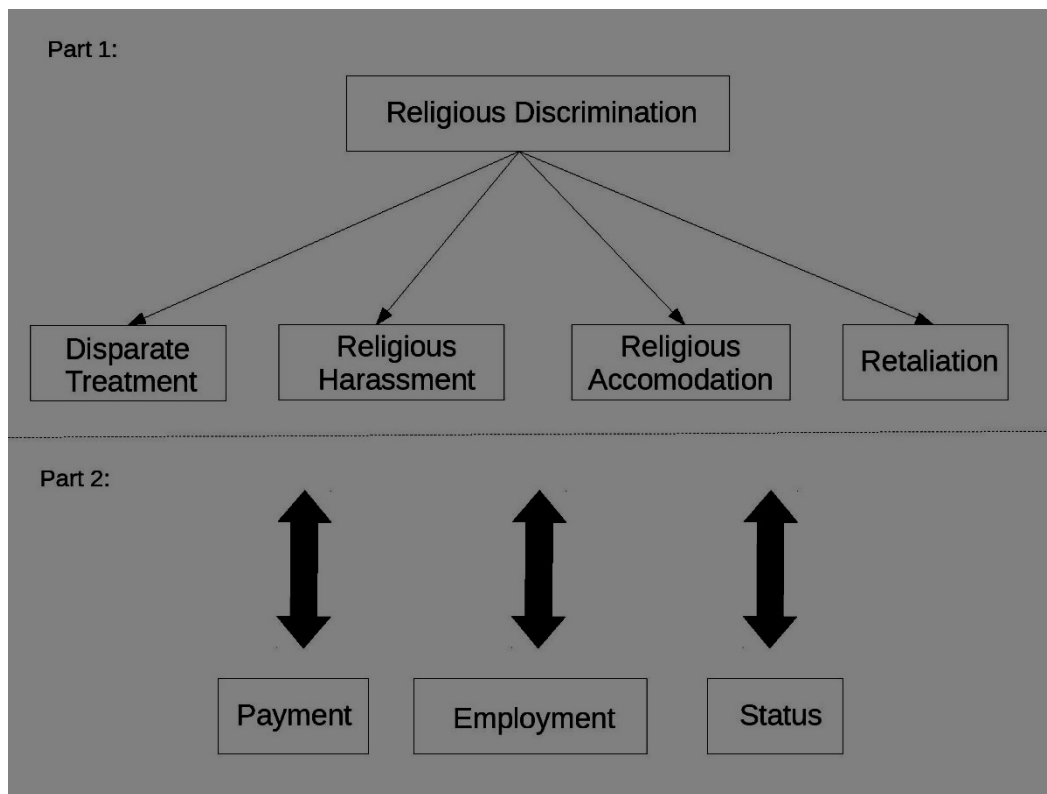 Part 1:
Religious Discrimination
Disparate
Treatment
Religious
Harassment
Religious
Accomodation
Retaliation
Part 2:
Payment
Employment
Status